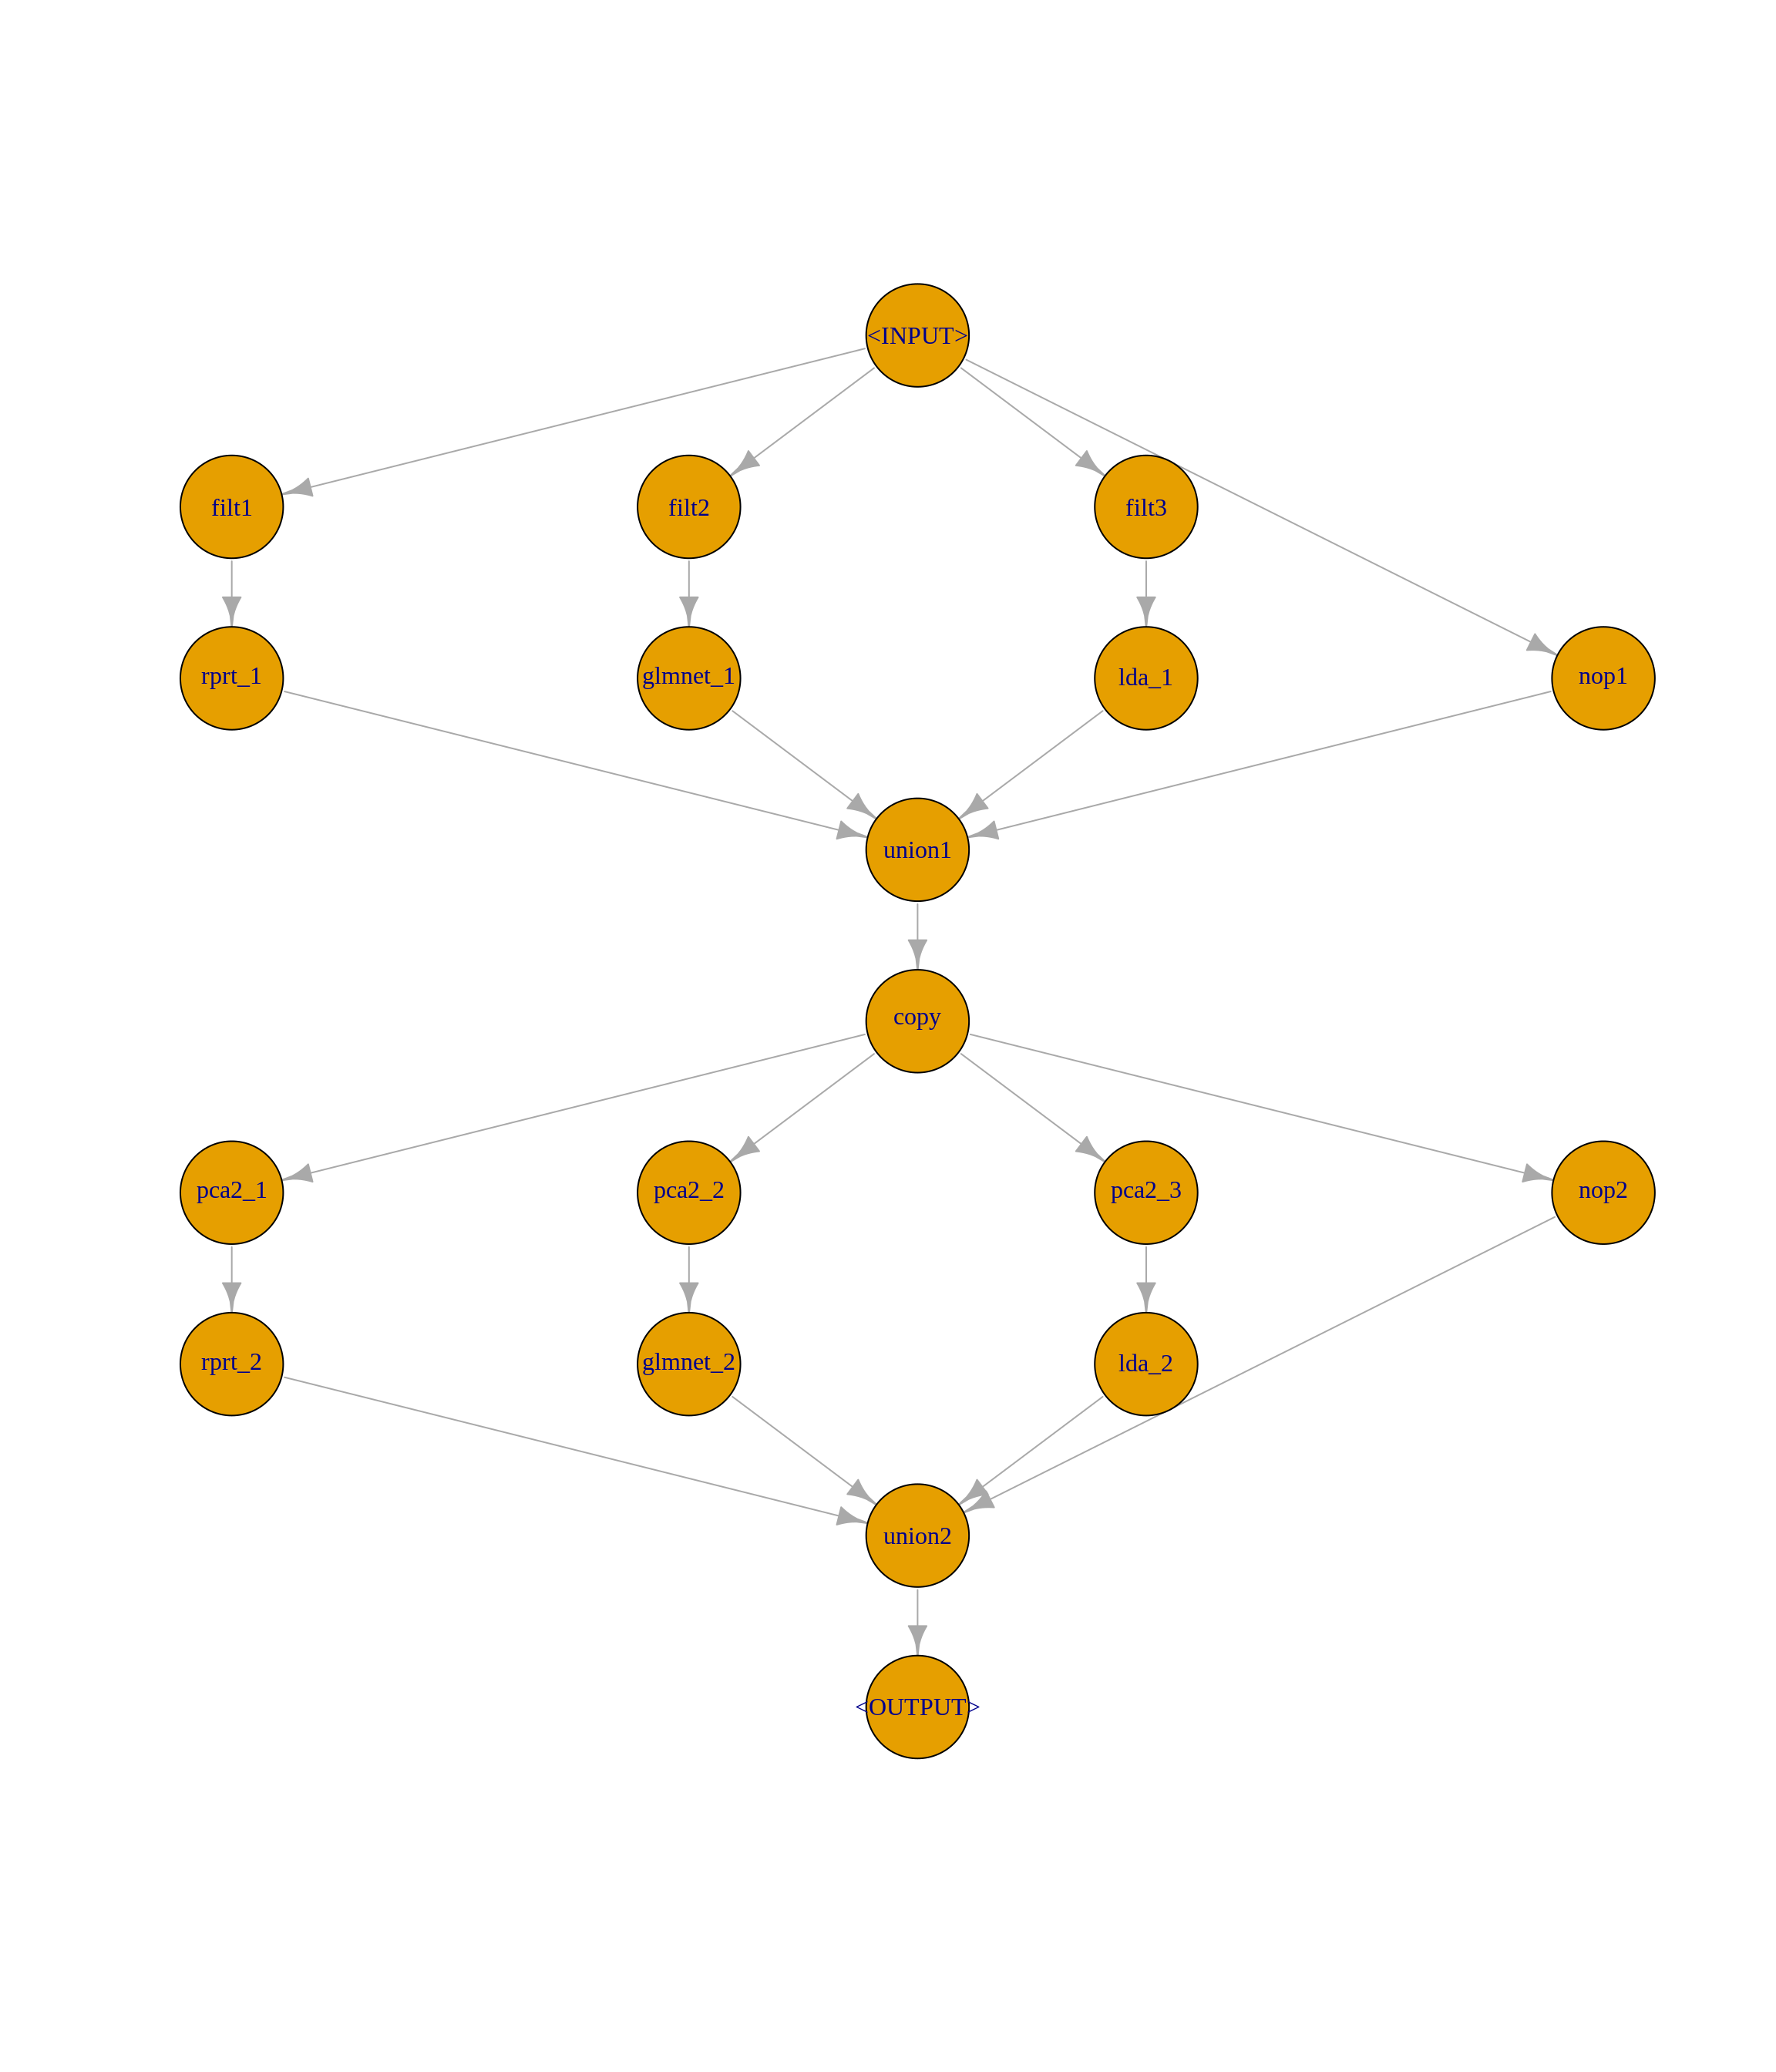 <INPUT>
filt1
filt2
filt3
rprt_1
glmnet_1
lda_1
nop1
union1
copy
pca2_1
pca2_2
pca2_3
nop2
rprt_2
glmnet_2
lda_2
union2
<OUTPUT>